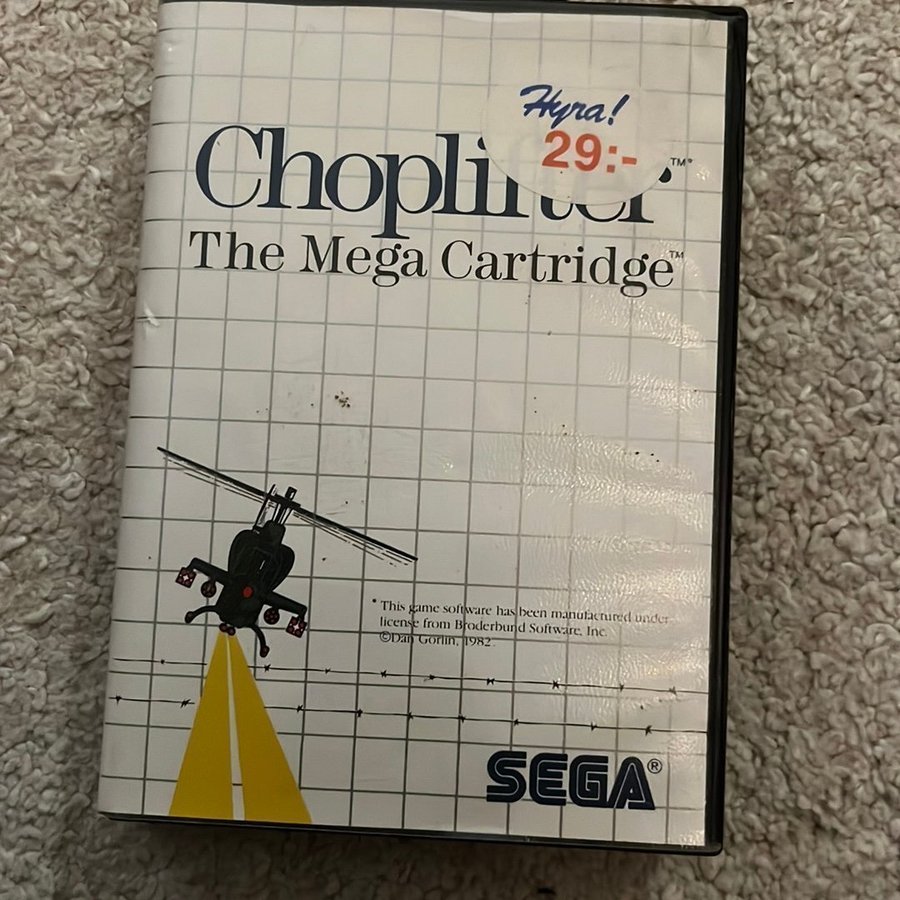 Hyra!
29:-
Choplifter™*
The Mega Cartridge™
* This game software has been manufactured under
license from Broderbund Software, Inc.
©Dan Gorlin, 1982
SEGA®